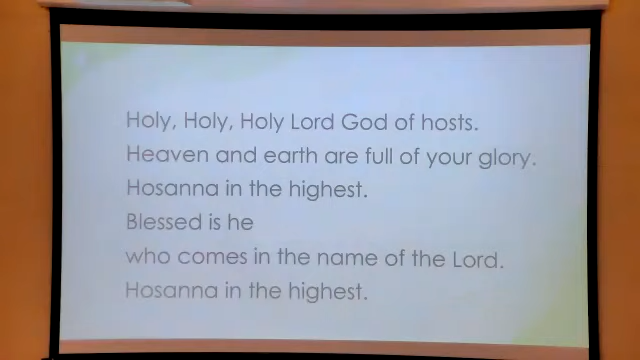 Holy, Holy, Holy Lord God of hosts.
Heaven and earth are full of your glory.
Hosanna in the highest.
Blessed is he
who comes in the name of the Lord.
Hosanna in the highest.